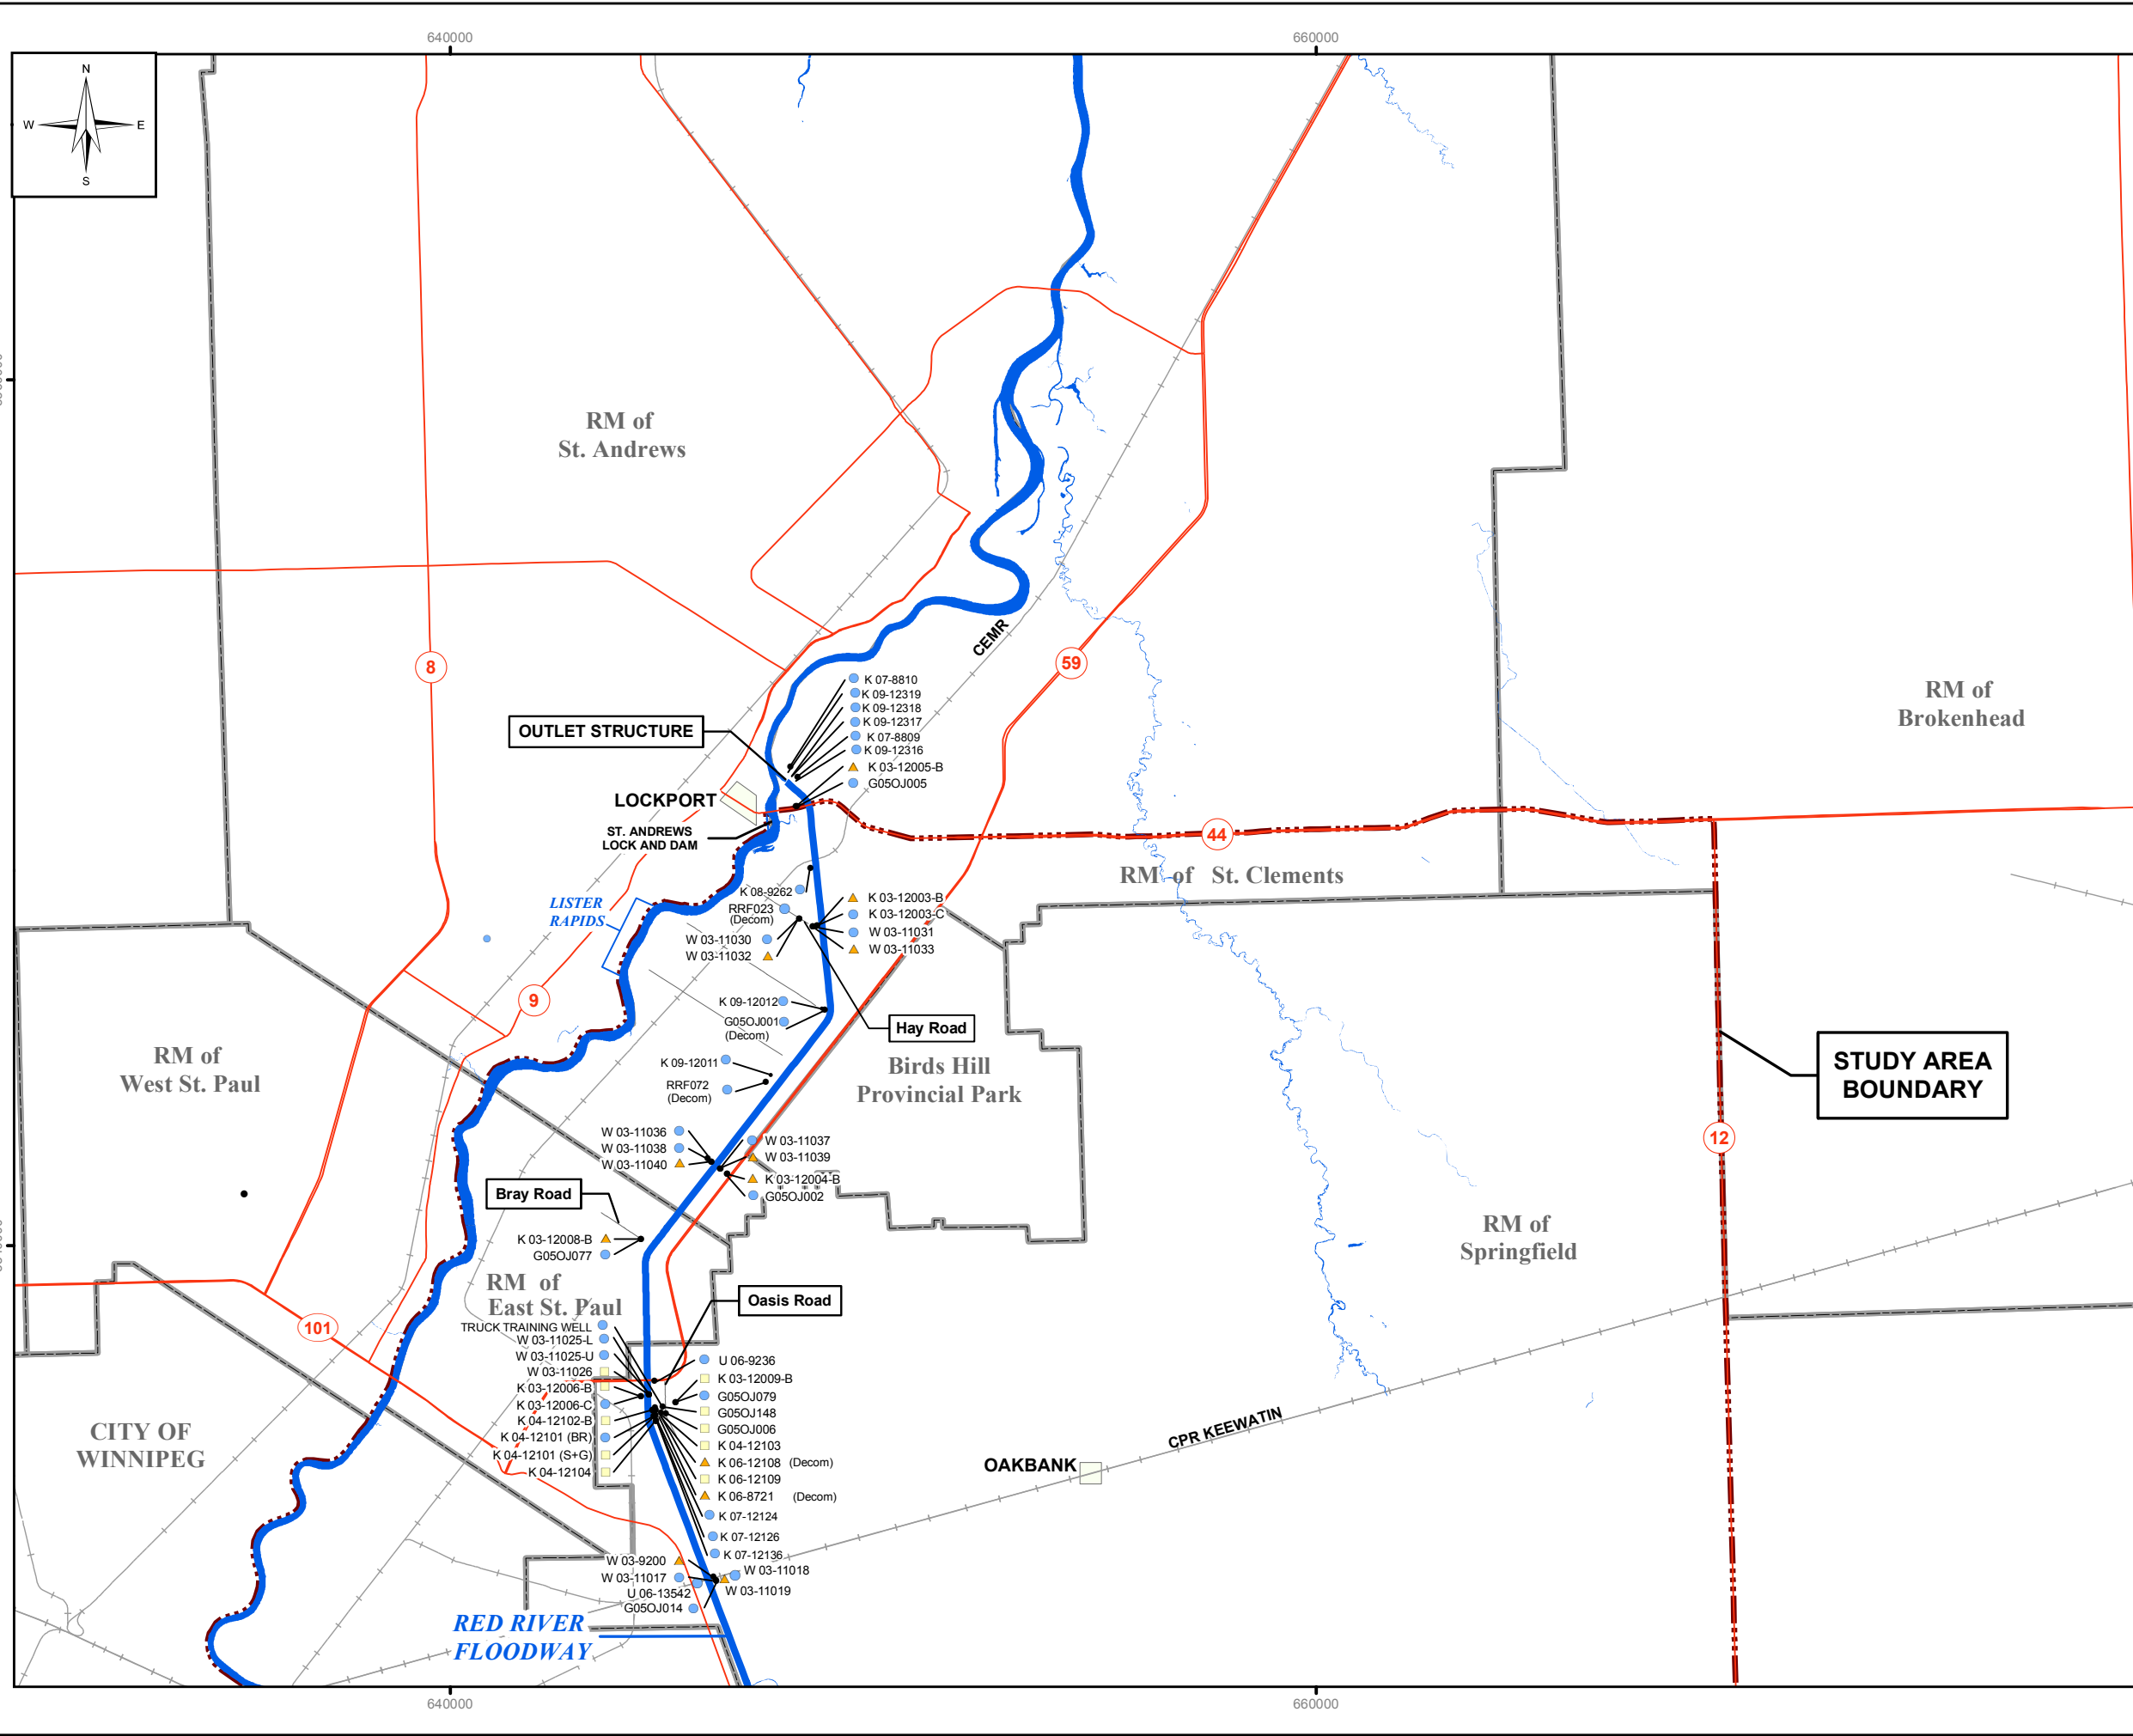 640000
660000
N
W
E
S
RM of
St. Andrews
CEMR
8
59
K 07-8810
K 09-12319
K 09-12318
K 09-12317
K 07-8809
K 09-12316
K 03-12005-B
G05OJ005
OUTLET STRUCTURE
RM of
Brokenhead
LOCKPORT
ST. ANDREWS
LOCK AND DAM
44
RM of St. Clements
K 08-9262
RRF023
(Decom)
W 03-11030
W 03-11032
K 03-12003-B
K 03-12003-C
W 03-11031
W 03-11033
LISTER
RAPIDS
9
K 09-12012
G05OJ001
(Decom)
Hay Road
RM of
West St. Paul
K 09-12011
RRF072
(Decom)
Birds Hill
Provincial Park
STUDY AREA
BOUNDARY
12
W 03-11036
W 03-11038
W 03-11040
W 03-11037
W 03-11039
K 03-12004-B
G05OJ002
Bray Road
K 03-12008-B
G05OJ077
RM of
Springfield
RM of
East St. Paul
Oasis Road
101
TRUCK TRAINING WELL
W 03-11025-L
W 03-11025-U
W 03-11026
K 03-12006-B
K 03-12006-C
K 04-12102-B
K 04-12101 (BR)
K 04-12101 (S+G)
K 04-12104
U 06-9236
K 03-12009-B
G05OJ079
G05OJ148
G05OJ006
K 04-12103
K 06-12108 (Decom)
K 06-12109
K 06-8721 (Decom)
K 07-12124
K 07-12126
K 07-12136
CITY OF
WINNIPEG
CPR KEEWATIN
OAKBANK
W 03-9200
W 03-11017
U 06-13542
G05OJ014
W 03-11018
W 03-11019
RED RIVER
FLOODWAY
640000
660000